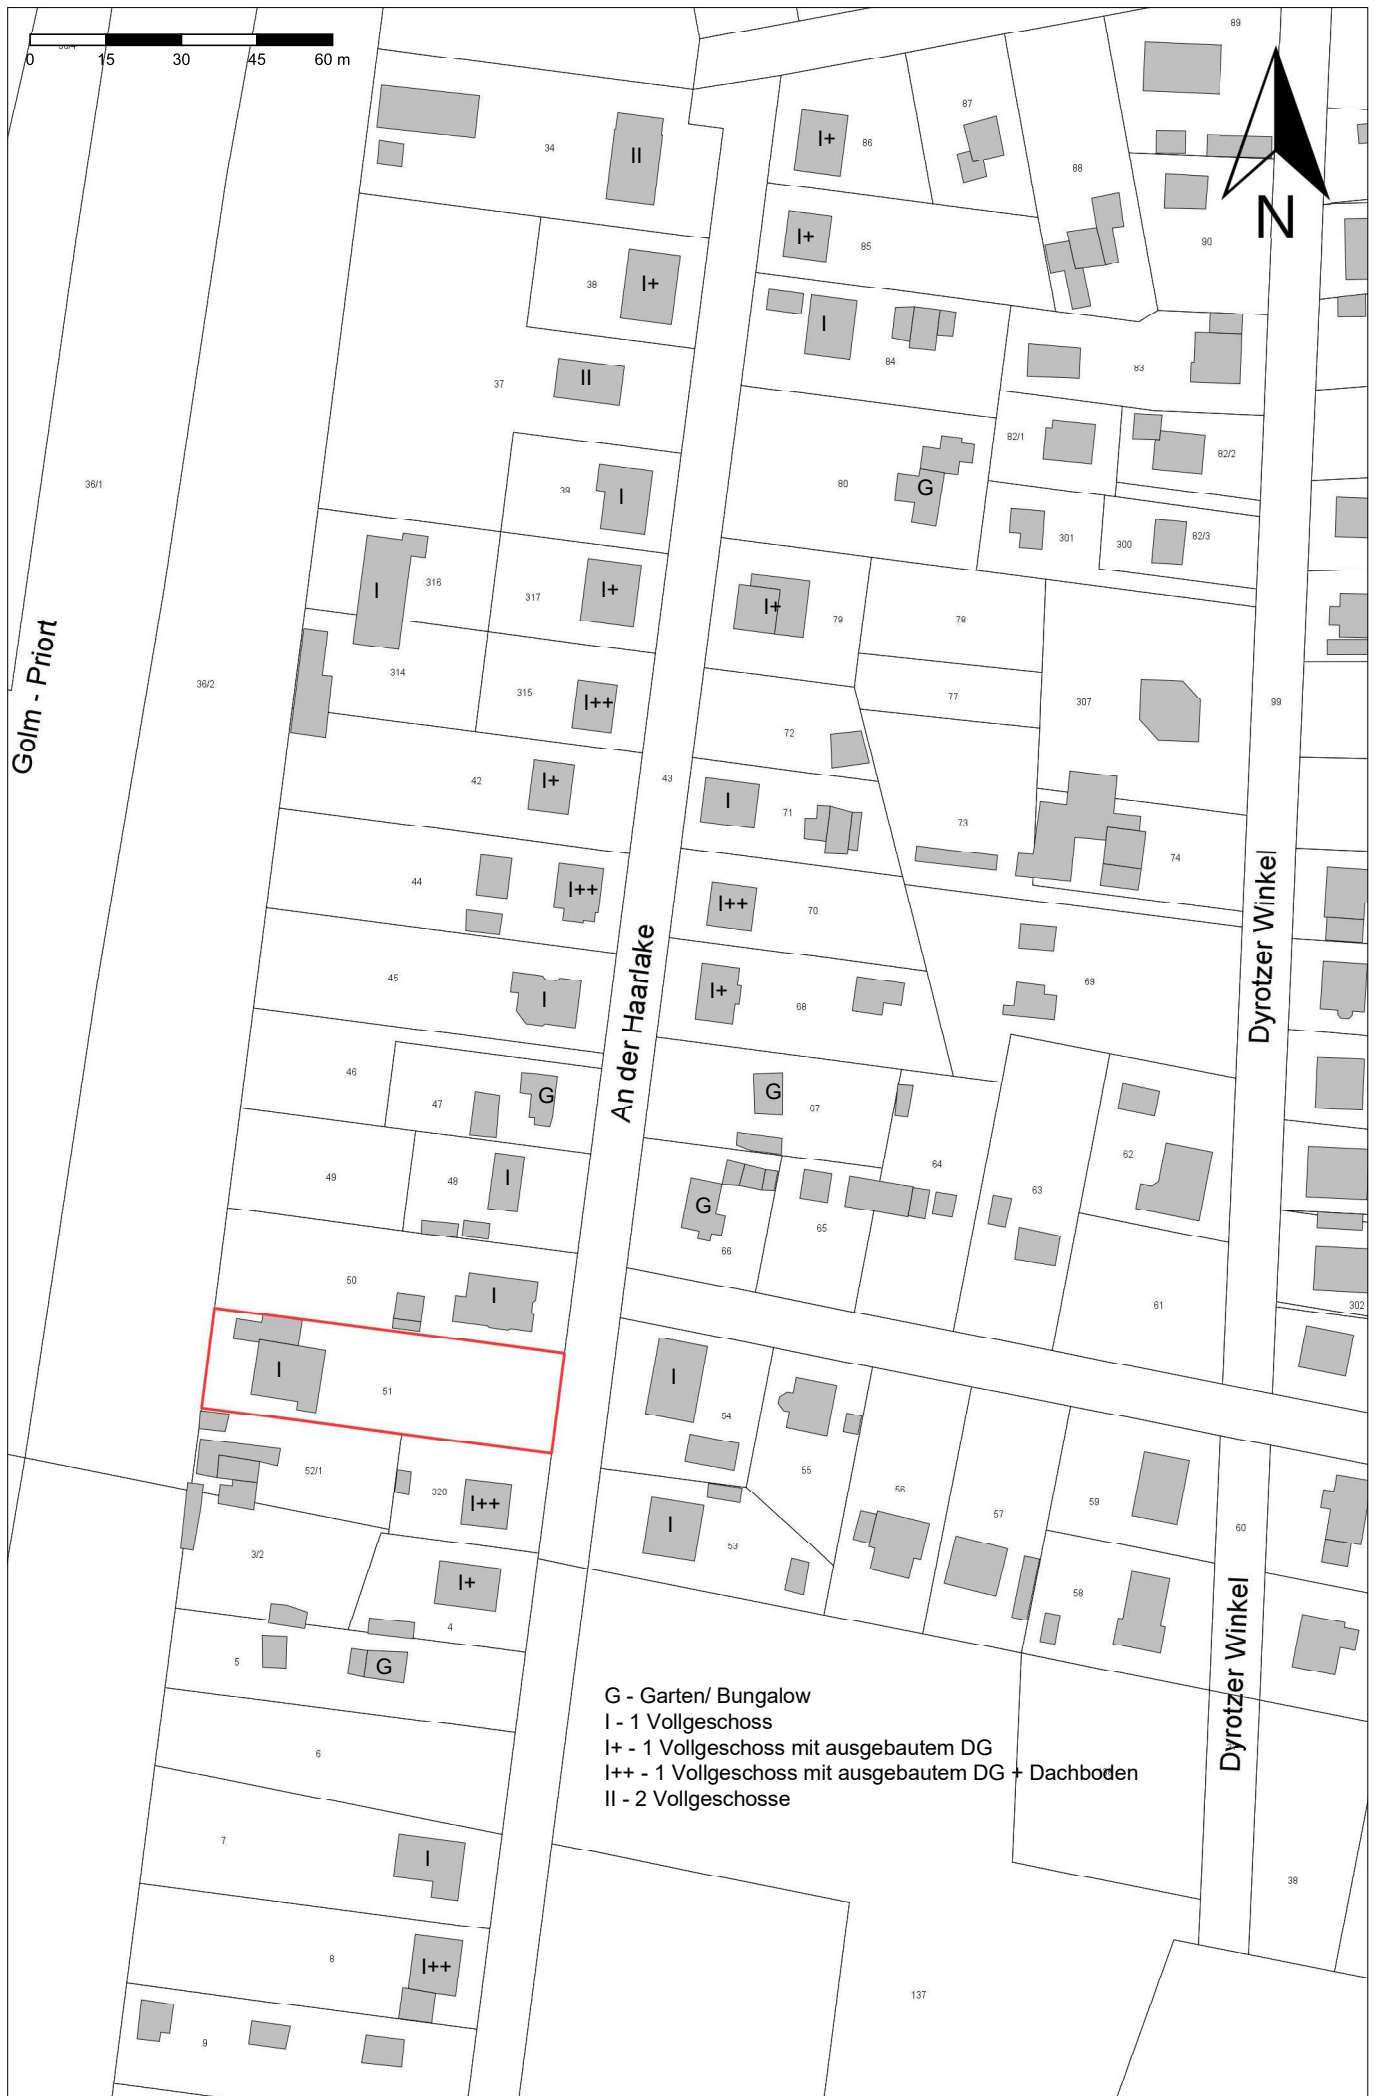 89
0 15 30 45 60 m
87
I+ 86
34 II
88
N
I+ 85
90
38 I+
I
84
83
37 II
82/1
82/2
36/1
80 G
39 I
301 300 82/3
I 316
317 I+
I+ 79
Golm - Priort
314
36/2
315 I++
77
307
99
72
42 I+
43
I 71
73
74
44 I++
I++ 70
Dyrotzer Winkel
45 I
An der Haarlake
I+ 68
69
46
47 G
G
64
62
49
48 I
63
G
66
65
50 I
61
302
I 51
I 54
55
52/1
320 I++
56
57
59
60
I 53
3/2
I+
4
58
5 G
Dyrotzer Winkel
G - Garten/ Bungalow
I - 1 Vollgeschoss
I+ - 1 Vollgeschoss mit ausgebautem DG
I++ - 1 Vollgeschoss mit ausgebautem DG + Dachboden
II - 2 Vollgeschosse
6
7 I
38
8 I++
137
9